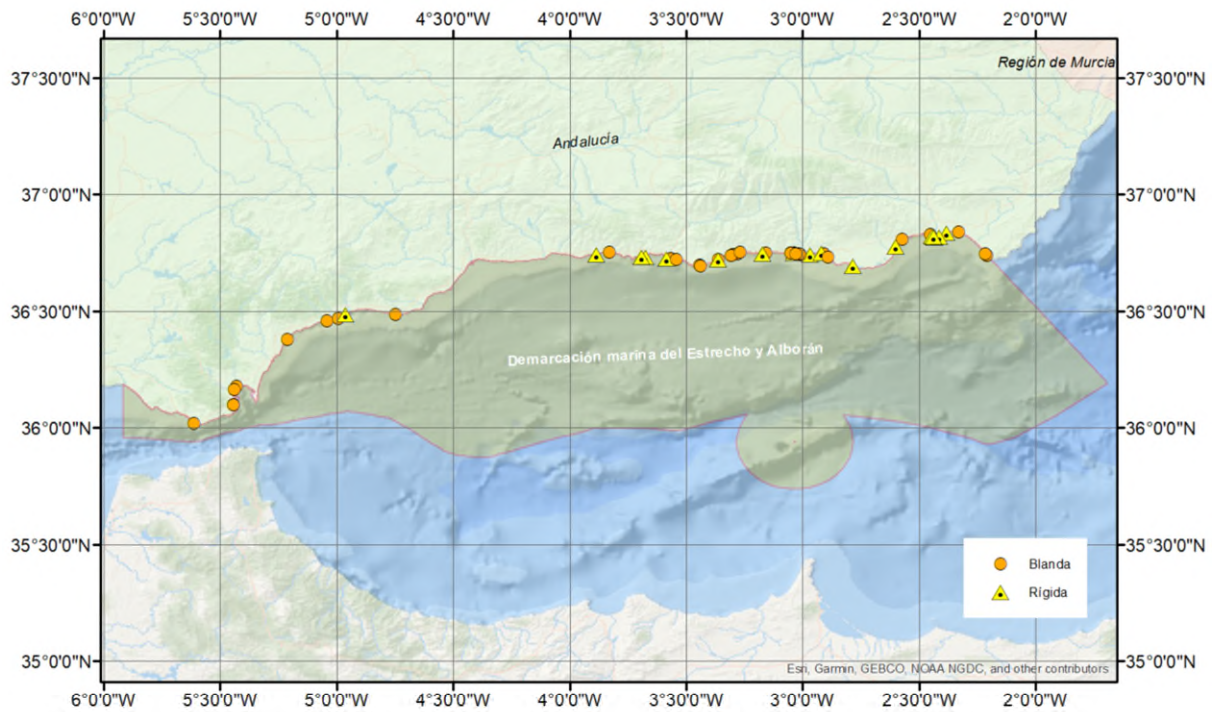 6°0'0"W 5°30'0"W 5°0'0"W 4°30'0"W 4°0'0"W 3°30'0"W 3°0'0"W 2°30'0"W 2°0'0"W
Región de Murcia
37°30'0"N 37°30'0"N
Andalucía
37°0'0"N 37°0'0"N
36°30'0"N 36°30'0"N
Demarcación marina del Estrecho y Alborán
36°0'0"N 36°0'0"N
35°30'0"N 35°30'0"N
Blanda
Rígida
35°0'0"N 35°0'0"N
Esri, Garmin, GEBCO, NOAA NGDC, and other contributors
6°0'0"W 5°30'0"W 5°0'0"W 4°30'0"W 4°0'0"W 3°30'0"W 3°0'0"W 2°30'0"W 2°0'0"W